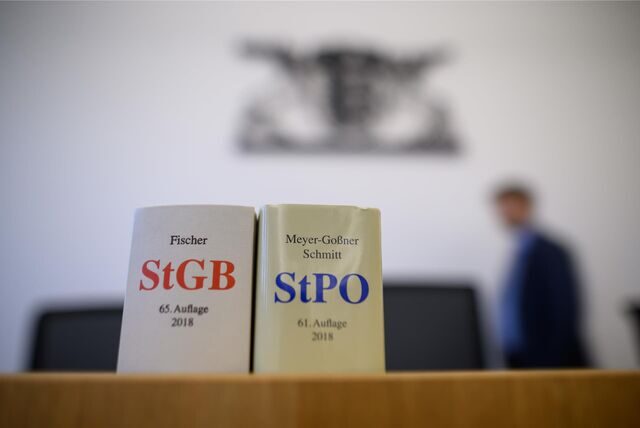 Fischer
StGB
65. Auflage
2018
Meyer-Goßner
Schmitt
StPO
61. Auflage
2018